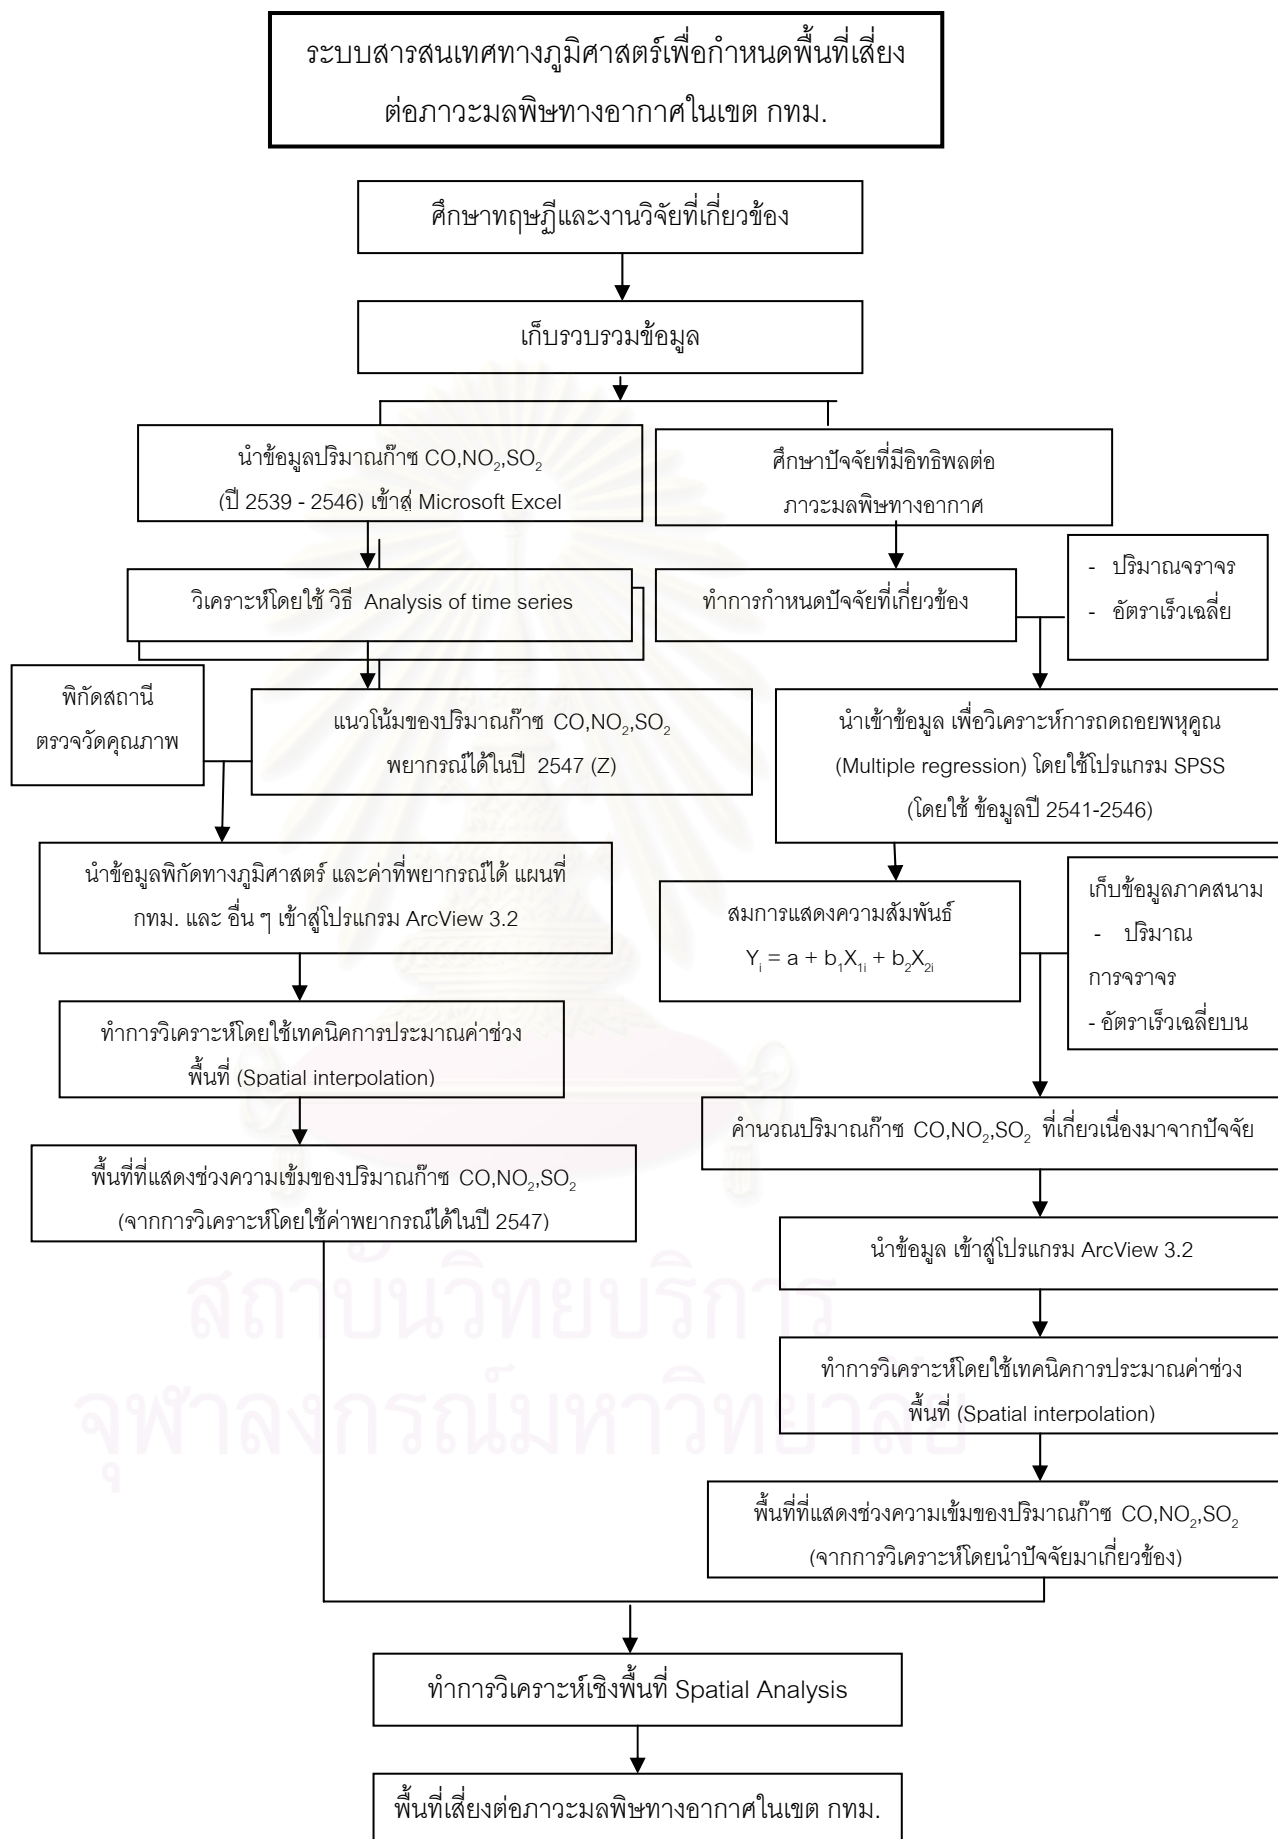 ระบบสารสนเทศทางภูมิศาสตร์เพื่อกำหนดพื้นที่เสี่ยง
ต่อภาวะมลพิษทางอากาศในเขต กทม.
ศึกษาทฤษฏีและงานวิจัยที่เกี่ยวข้อง
เก็บรวบรวมข้อมูล
นำข้อมูลปริมาณก๊าซ CO,NO₂,SO₂
(ปี 2539 - 2546) เข้าสู่ Microsoft Excel
ศึกษาปัจจัยที่มีอิทธิพลต่อ
ภาวะมลพิษทางอากาศ
วิเคราะห์โดยใช้ วิธี Analysis of time series
ทำการกำหนดปัจจัยที่เกี่ยวข้อง
- ปริมาณจราจร
- อัตราเร็วเฉลี่ย
พิกัดสถานี
ตรวจวัดคุณภาพ
แนวโน้มของปริมาณก๊าซ CO,NO₂,SO₂
พยากรณ์ได้ในปี 2547 (Z)
นำเข้าข้อมูล เพื่อวิเคราะห์การถดถอยพหุคูณ
(Multiple regression) โดยใช้โปรแกรม SPSS
(โดยใช้ ข้อมูลปี 2541-2546)
นำข้อมูลพิกัดทางภูมิศาสตร์ และค่าที่พยากรณ์ได้ แผนที่
กทม. และ อื่น ๆ เข้าสู่โปรแกรม ArcView 3.2
สมการแสดงความสัมพันธ์
Yᵢ = a + b₁X₁ᵢ + b₂X₂ᵢ
เก็บข้อมูลภาคสนาม
- ปริมาณ
การจราจร
- อัตราเร็วเฉลี่ยบน
ทำการวิเคราะห์โดยใช้เทคนิคการประมาณค่าช่วง
พื้นที่ (Spatial interpolation)
คำนวณปริมาณก๊าซ CO,NO₂,SO₂ ที่เกี่ยวเนื่องมาจากปัจจัย
พื้นที่ที่แสดงช่วงความเข้มของปริมาณก๊าซ CO,NO₂,SO₂
(จากการวิเคราะห์โดยใช้ค่าพยากรณ์ได้ในปี 2547)
นำข้อมูล เข้าสู่โปรแกรม ArcView 3.2
ทำการวิเคราะห์โดยใช้เทคนิคการประมาณค่าช่วง
พื้นที่ (Spatial interpolation)
พื้นที่ที่แสดงช่วงความเข้มของปริมาณก๊าซ CO,NO₂,SO₂
(จากการวิเคราะห์โดยนำปัจจัยมาเกี่ยวข้อง)
ทำการวิเคราะห์เชิงพื้นที่ Spatial Analysis
พื้นที่เสี่ยงต่อภาวะมลพิษทางอากาศในเขต กทม.
สถาบันวิทยบริการ
จุฬาลงกรณ์มหาวิทยาลัย